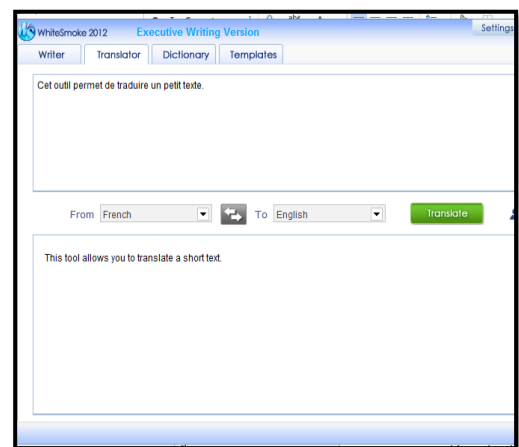 WhiteSmoke 2012 Executive Writing Version Settings
Writer Translator Dictionary Templates
Cet outil permet de traduire un petit texte.
From French To English Translate
This tool allows you to translate a short text.